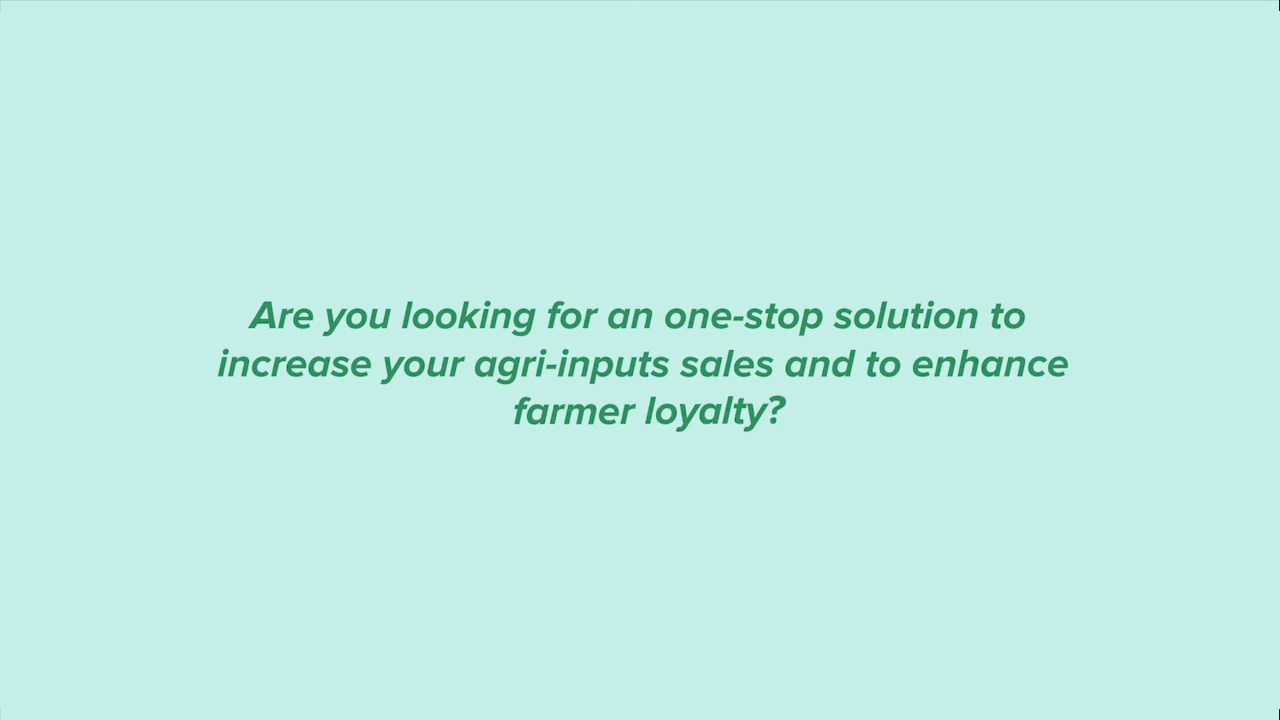 Are you looking for an one-stop solution to
increase your agri-inputs sales and to enhance
farmer loyalty?